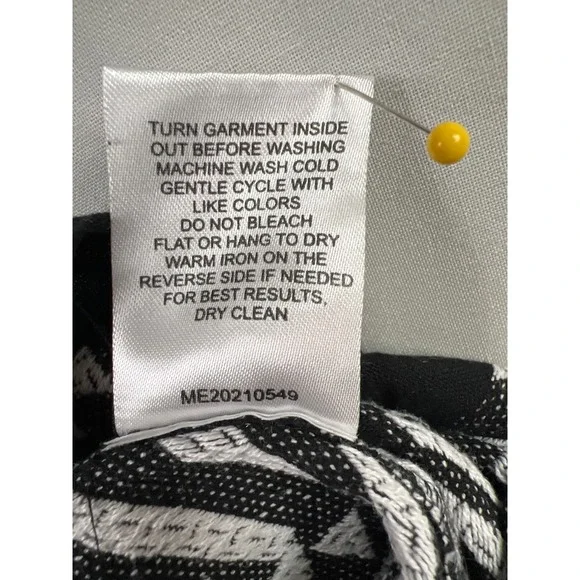 TURN GARMENT INSIDE
OUT BEFORE WASHING
MACHINE WASH COLD
GENTLE CYCLE WITH
LIKE COLORS
DO NOT BLEACH
FLAT OR HANG TO DRY
WARM IRON ON THE
REVERSE SIDE IF NEEDED
FOR BEST RESULTS,
DRY CLEAN
ME20210549